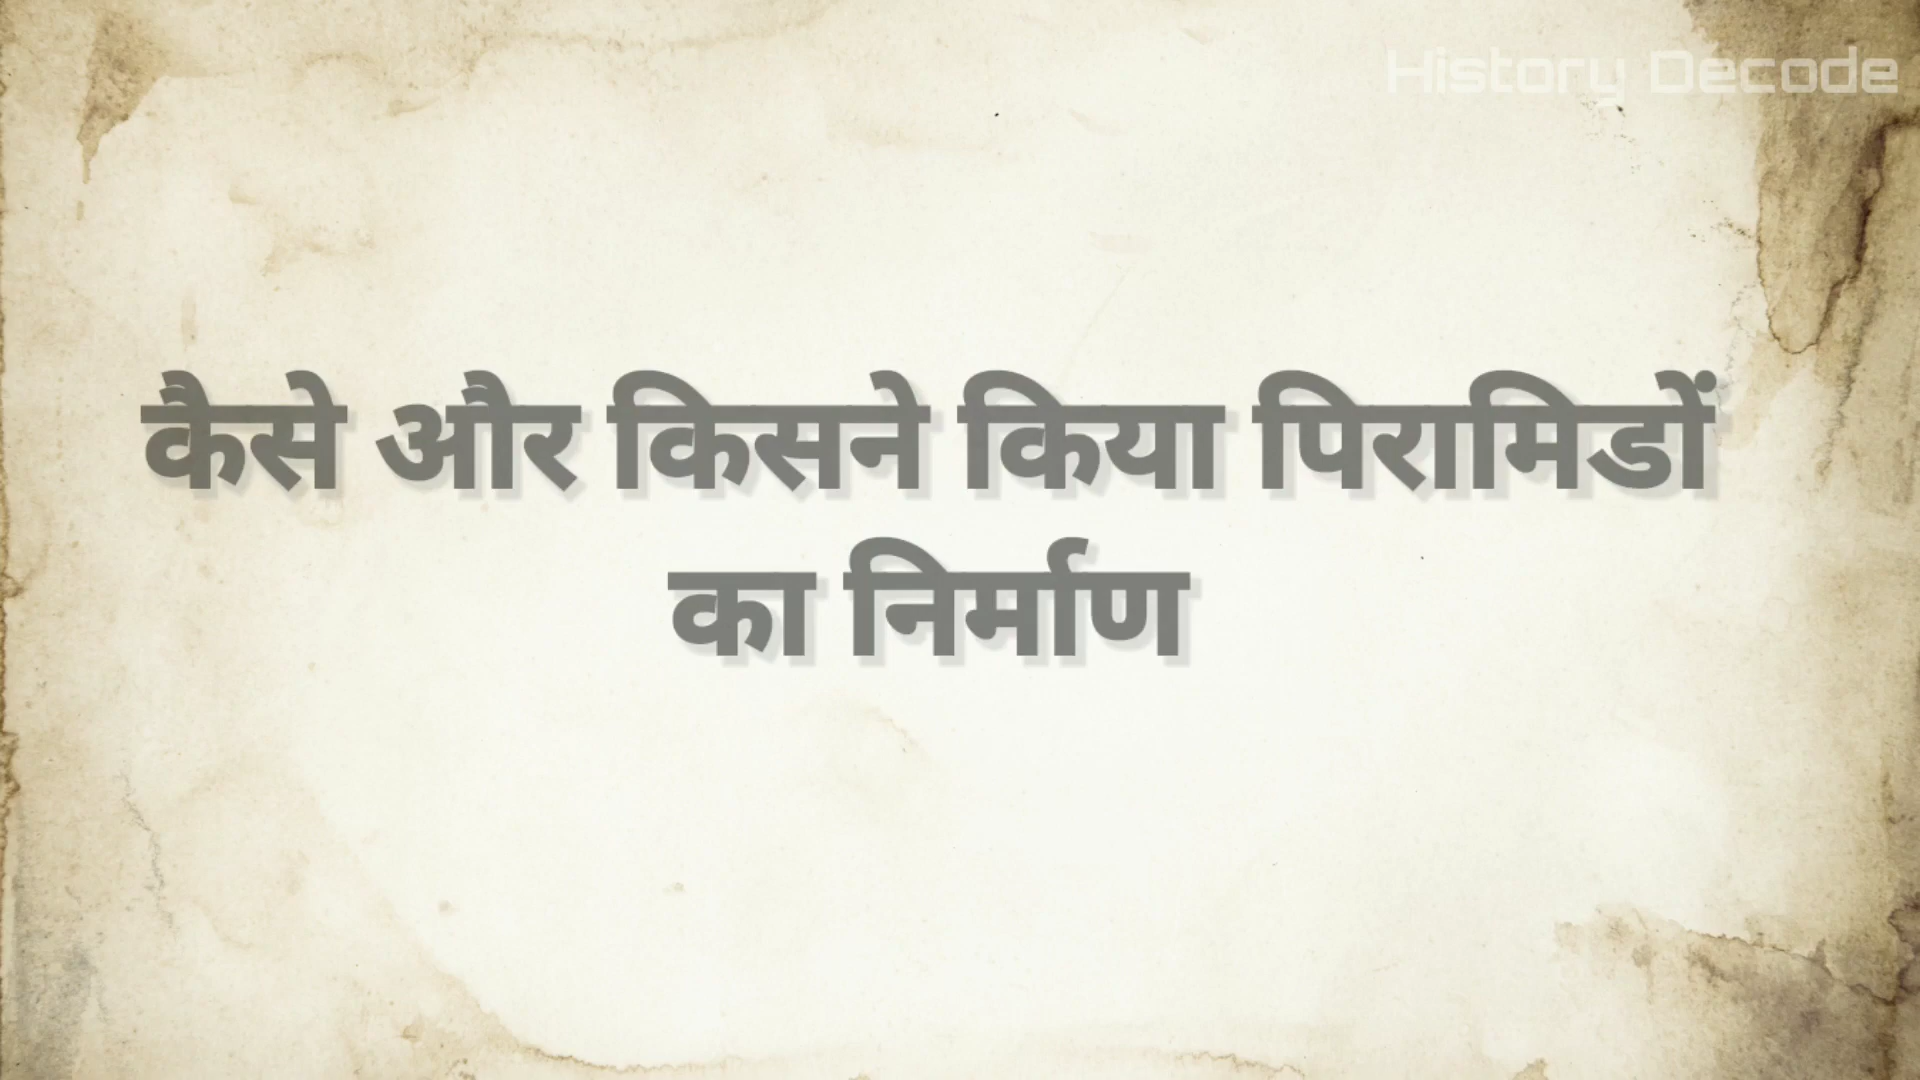 History Decode
कैसे और किसने किया पिरामिडों
का निर्माण